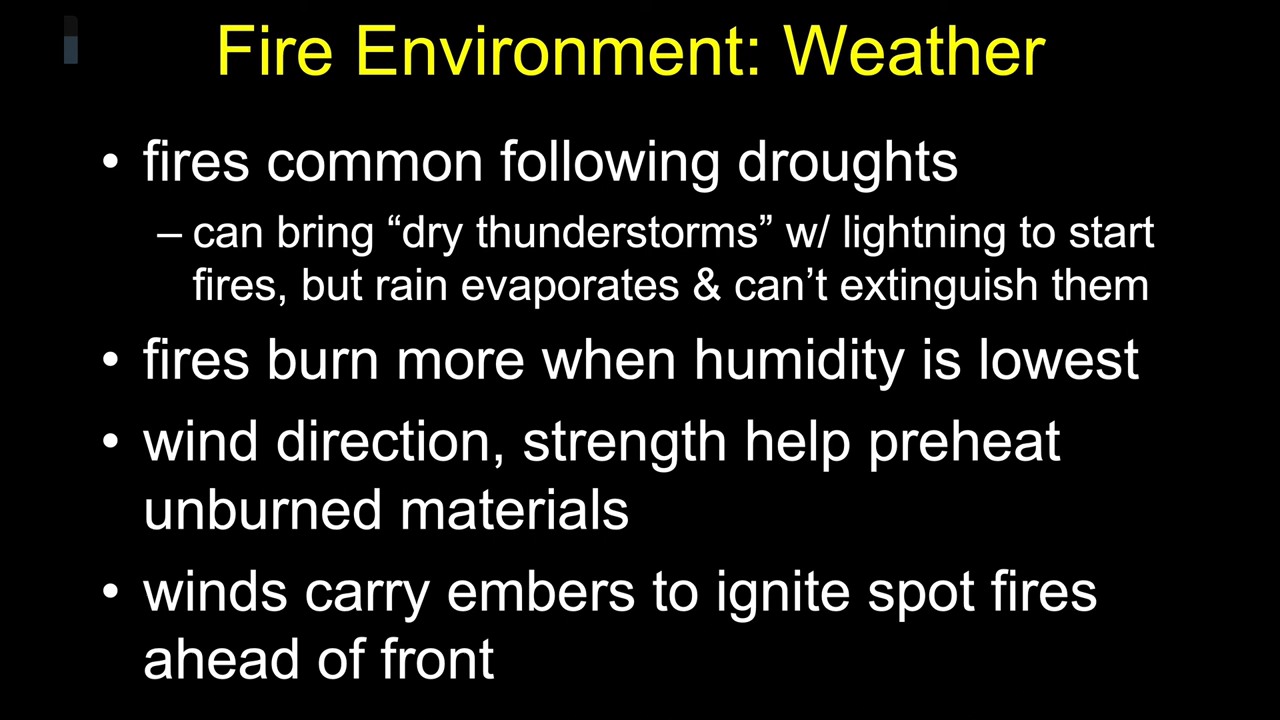 Fire Environment: Weather
• fires common following droughts
– can bring “dry thunderstorms” w/ lightning to start
fires, but rain evaporates & can’t extinguish them
• fires burn more when humidity is lowest
• wind direction, strength help preheat
unburned materials
• winds carry embers to ignite spot fires
ahead of front